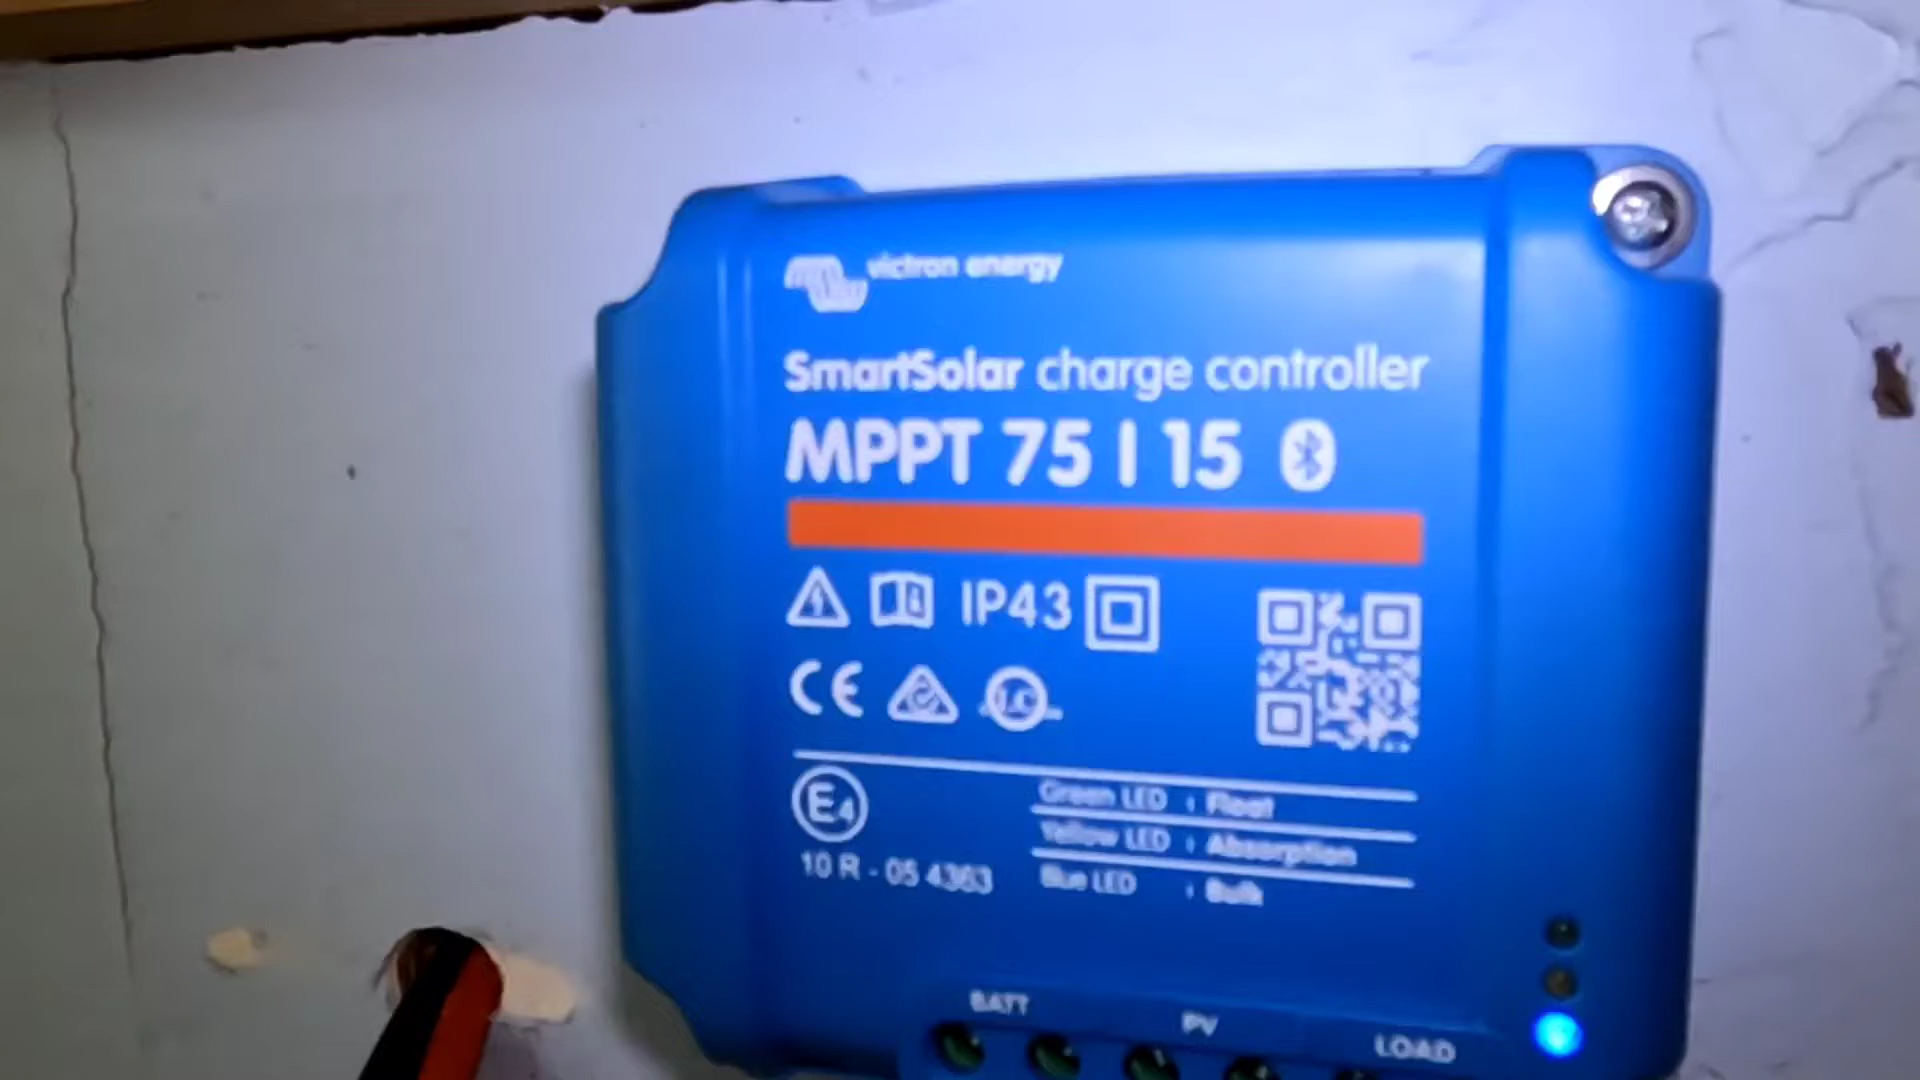 victron energy
SmartSolar charge controller
MPPT 75 | 15
IP43
CE
E4
10 R - 05 4363
Green LED : Float
Yellow LED : Absorption
Blue LED : Bulk
BATT
PV
LOAD